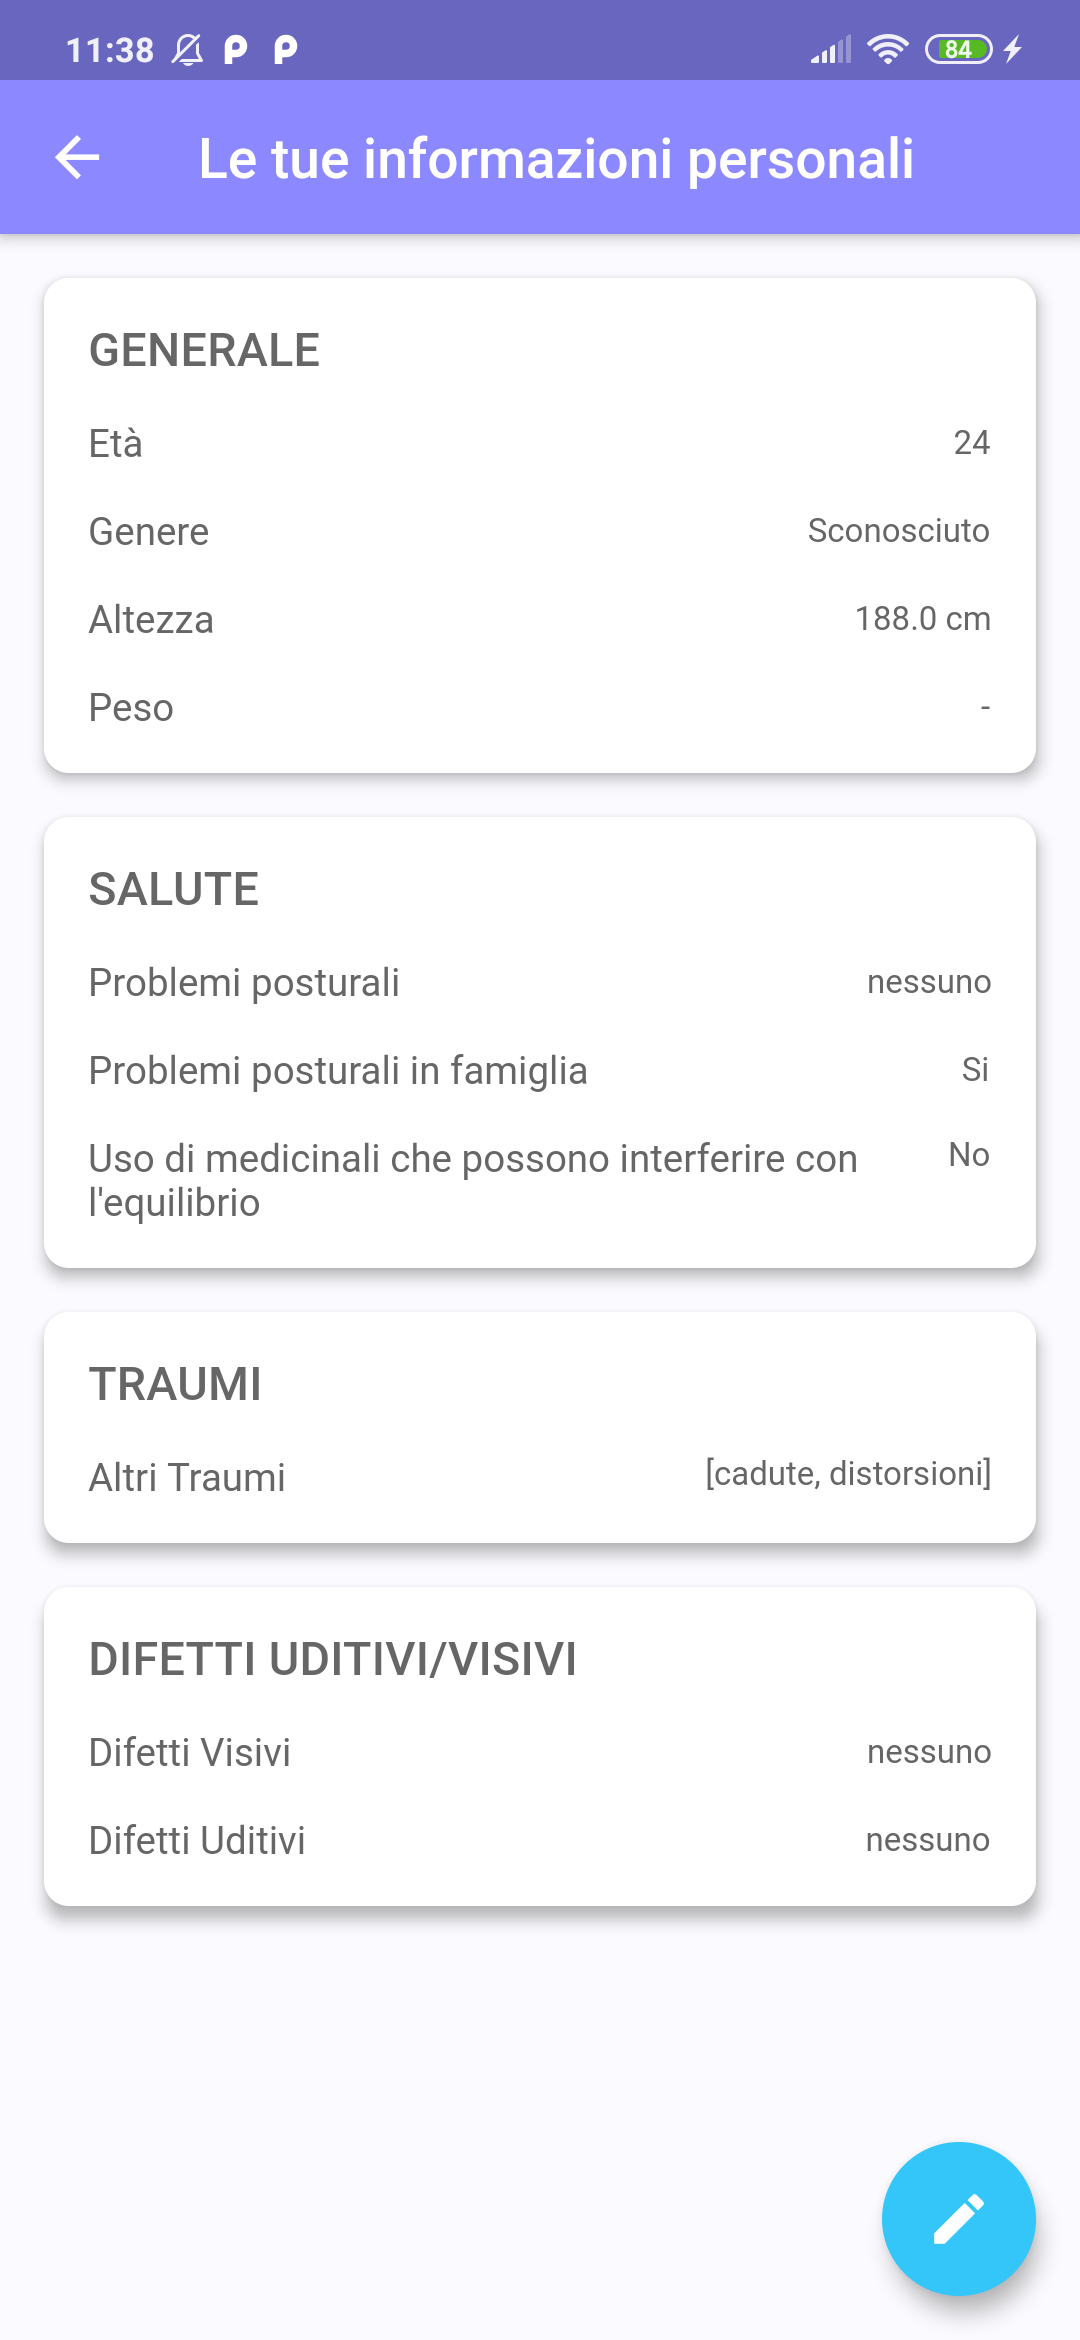 11:38
84
Le tue informazioni personali
GENERALE
Età 24
Genere Sconosciuto
Altezza 188.0 cm
Peso -
SALUTE
Problemi posturali nessuno
Problemi posturali in famiglia Si
Uso di medicinali che possono interferire con No
l'equilibrio
TRAUMI
Altri Traumi [cadute, distorsioni]
DIFETTI UDITIVI/VISIVI
Difetti Visivi nessuno
Difetti Uditivi nessuno